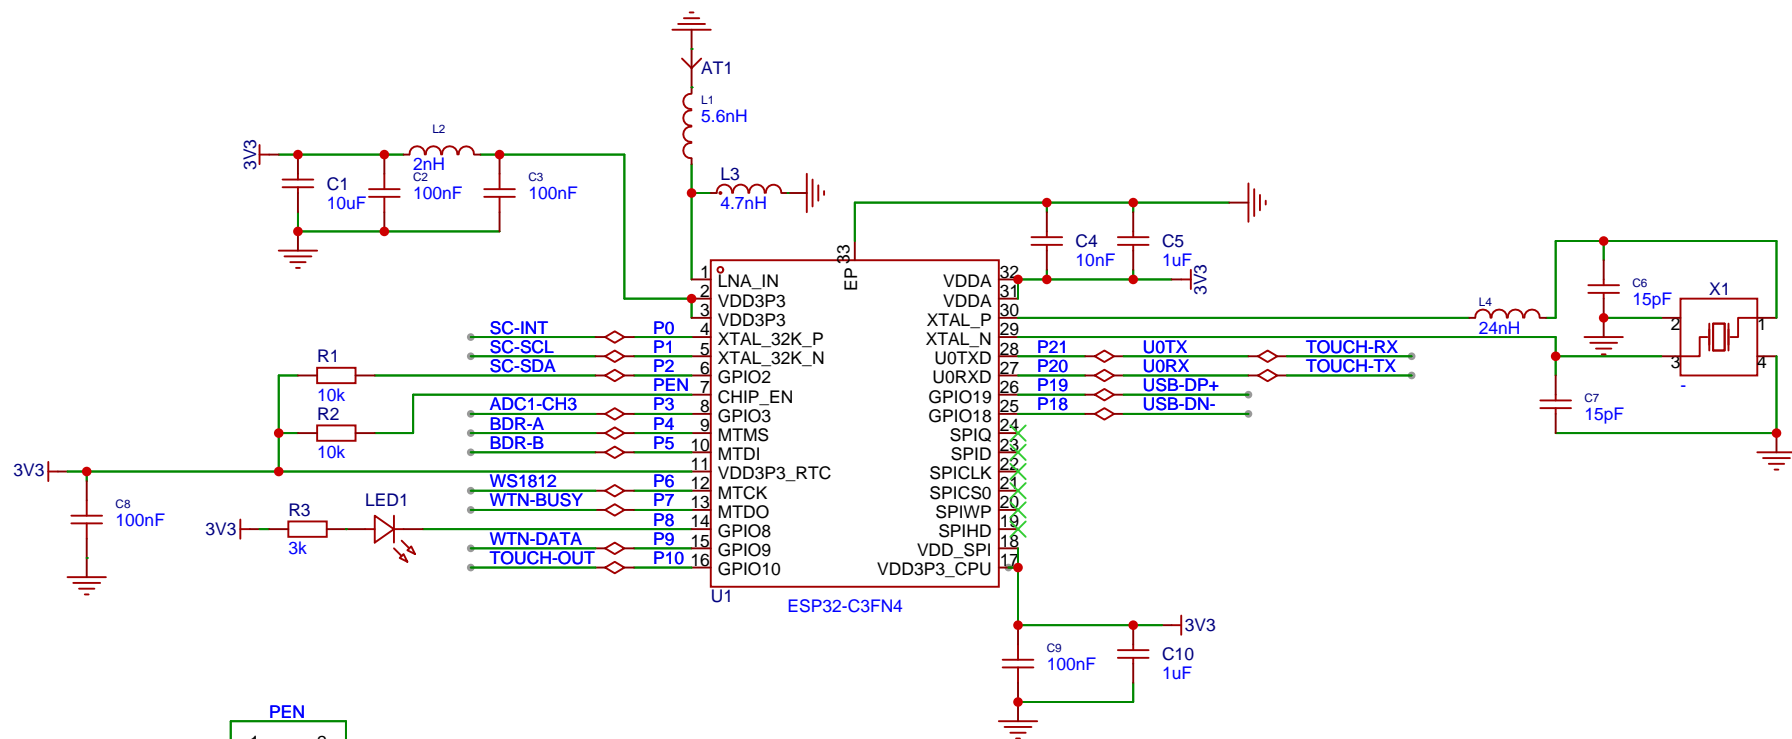 AT1
L1
5.6nH
3V3
L2
2nH
C1
10uF
C2
100nF
C3
100nF
L3
4.7nH
C4
10nF
C5
1uF
3V3
EP 33
1 LNA_IN
2 VDD3P3
3 VDD3P3
SC-INT P0 4 XTAL_32K_P
SC-SCL P1 5 XTAL_32K_N
SC-SDA P2 6 GPIO2
PEN 7 CHIP_EN
ADC1-CH3 P3 8 GPIO3
BDR-A P4 9 MTMS
BDR-B P5 10 MTDI
11 VDD3P3_RTC
WS1812 P6 12 MTCK
WTN-BUSY P7 13 MTDO
P8 14 GPIO8
WTN-DATA P9 15 GPIO9
TOUCH-OUT P10 16 GPIO10
VDDA 32
VDDA 31
XTAL_P 30
XTAL_N 29
U0TXD 28 P21 U0TX TOUCH-RX
U0RXD 27 P20 U0RX TOUCH-TX
GPIO19 26 P19 USB-DP+
GPIO18 25 P18 USB-DN-
SPIQ 24
SPID 23
SPICLK 22
SPICS0 21
SPIWP 20
SPIHD 19
VDD_SPI 18
VDD3P3_CPU 17
U1
ESP32-C3FN4
R1
10k
R2
10k
3V3
C8
100nF
3V3
R3
3k
LED1
L4
24nH
C6
15pF
X1
2 1
3 4
-
C7
15pF
3V3
C9
100nF
C10
1uF
PEN